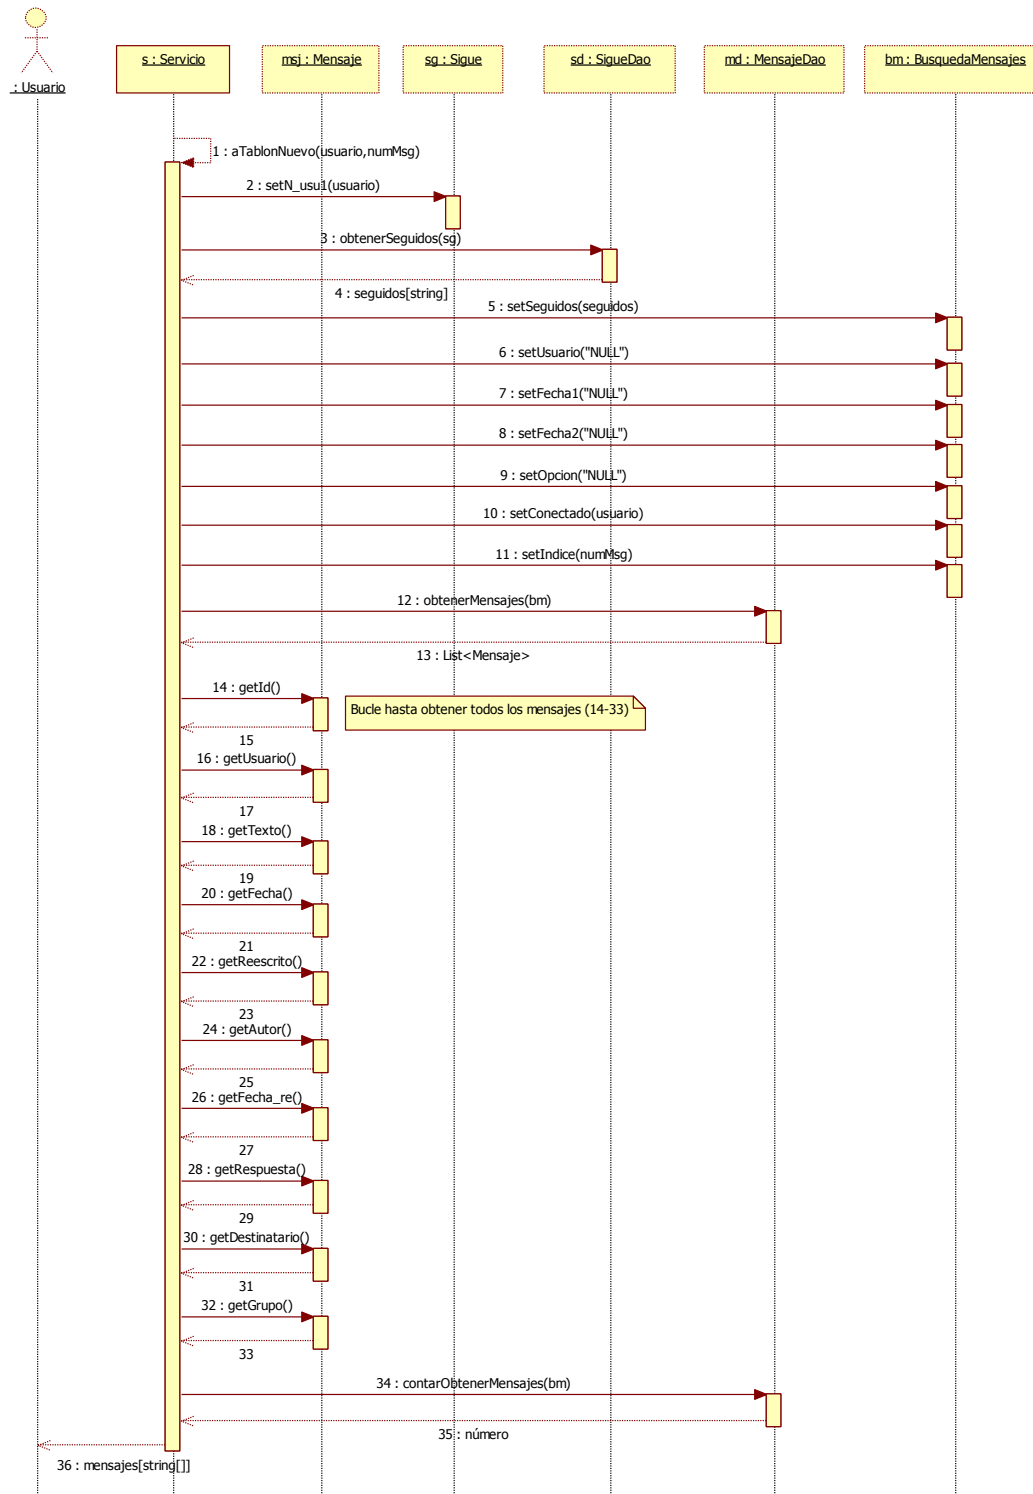 : Usuario
s : Servicio
msj : Mensaje
sg : Sigue
sd : SigueDao
md : MensajeDao
bm : BusquedaMensajes
1 : aTablonNuevo(usuario,numMsg)
2 : setN_usu1(usuario)
3 : obtenerSeguidos(sg)
4 : seguidos[string]
5 : setSeguidos(seguidos)
6 : setUsuario("NULL")
7 : setFecha1("NULL")
8 : setFecha2("NULL")
9 : setOpcion("NULL")
10 : setConectado(usuario)
11 : setIndice(numMsg)
12 : obtenerMensajes(bm)
13 : List<Mensaje>
14 : getId()
Bucle hasta obtener todos los mensajes (14-33)
15
16 : getUsuario()
17
18 : getTexto()
19
20 : getFecha()
21
22 : getReescrito()
23
24 : getAutor()
25
26 : getFecha_re()
27
28 : getRespuesta()
29
30 : getDestinatario()
31
32 : getGrupo()
33
34 : contarObtenerMensajes(bm)
35 : número
36 : mensajes[string[]]